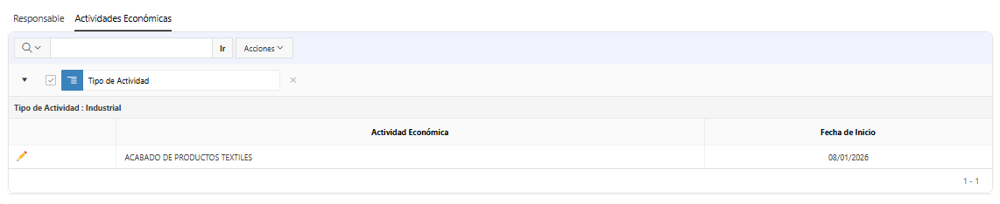 Responsable Actividades Económicas
Ir Acciones
Tipo de Actividad
Tipo de Actividad : Industrial
Actividad Económica Fecha de Inicio
ACABADO DE PRODUCTOS TEXTILES 08/01/2026
1 - 1